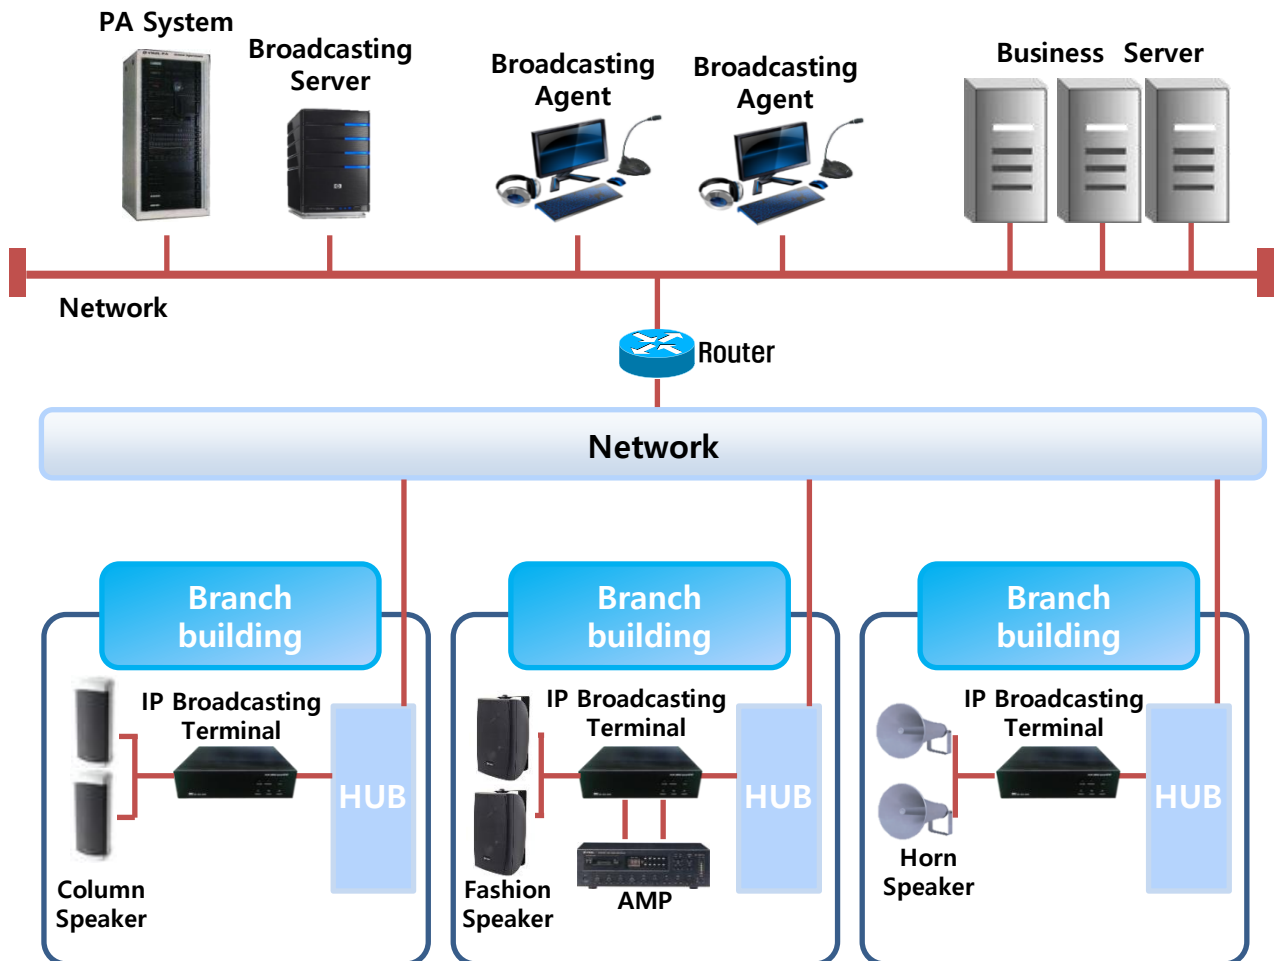 PA System
Broadcasting
Server
Broadcasting
Agent
Broadcasting
Agent
Business Server
Network
Router
Network
Branch
building
Branch
building
Branch
building
IP Broadcasting
Terminal
HUB
Column
Speaker
IP Broadcasting
Terminal
HUB
Fashion
Speaker
AMP
IP Broadcasting
Terminal
HUB
Horn
Speaker